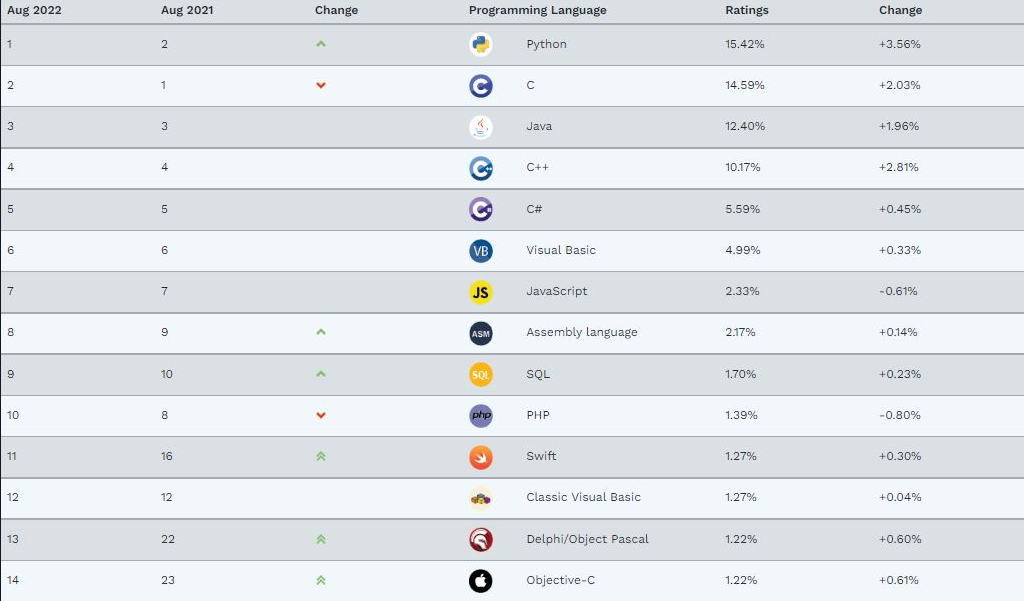 Aug 2022 Aug 2021 Change Programming Language Ratings Change
1 2 Python 15.42% +3.56%
2 1 C 14.59% +2.03%
3 3 Java 12.40% +1.96%
4 4 C++ 10.17% +2.81%
5 5 C# 5.59% +0.45%
6 6 VB Visual Basic 4.99% +0.33%
7 7 JS JavaScript 2.33% -0.61%
8 9 ASM Assembly language 2.17% +0.14%
9 10 SQL SQL 1.70% +0.23%
10 8 php PHP 1.39% -0.80%
11 16 Swift 1.27% +0.30%
12 12 Classic Visual Basic 1.27% +0.04%
13 22 Delphi/Object Pascal 1.22% +0.60%
14 23 Objective-C 1.22% +0.61%